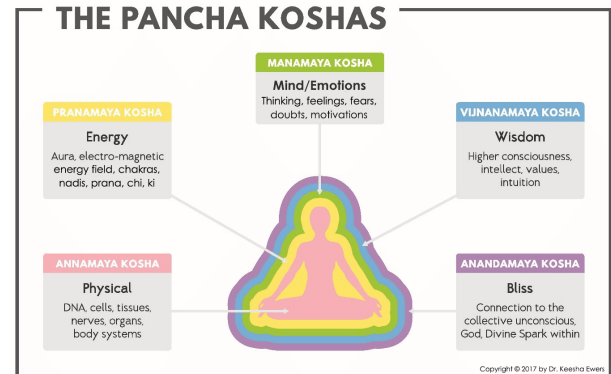 THE PANCHA KOSHAS
MANAMAYA KOSHA
Mind/Emotions
Thinking, feelings, fears,
doubts, motivations
PRANAMAYA KOSHA
Energy
Aura, electro-magnetic
energy field, chakras,
nadis, prana, chi, ki
VIJNANAMAYA KOSHA
Wisdom
Higher consciousness,
intellect, values,
intuition
ANNAMAYA KOSHA
Physical
DNA, cells, tissues,
nerves, organs,
body systems
ANANDAMAYA KOSHA
Bliss
Connection to the
collective unconscious,
God, Divine Spark within
Copyright © 2017 by Dr. Keesha Ewers